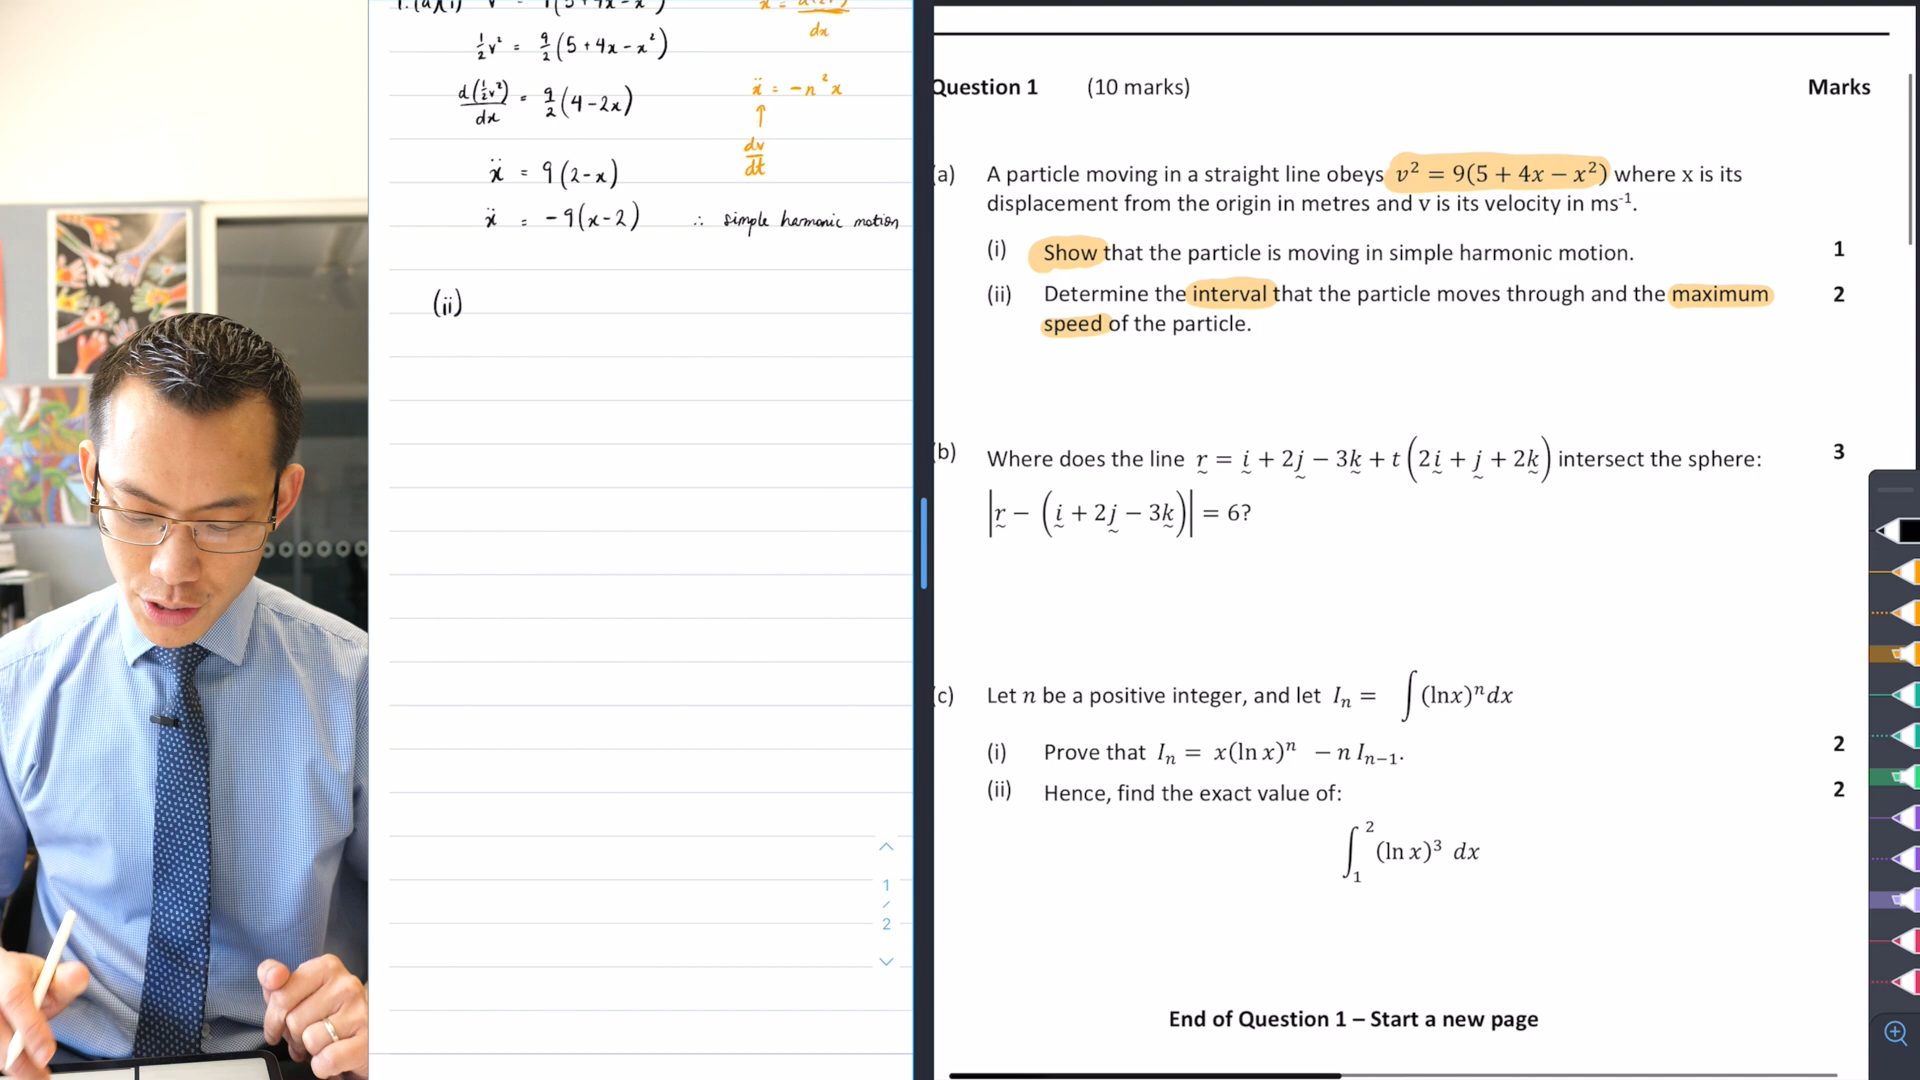 ½v² = 9/2 (5 + 4x - x²)
d(½v²)/dx = 9/2 (4 - 2x)
ẍ = 9(2 - x)
ẍ = -9(x - 2) ∴ simple harmonic motion
dx
ẍ = -n²x
↑
dv/dt
(ii)
1
/
2
Question 1 (10 marks) Marks
a) A particle moving in a straight line obeys v² = 9(5 + 4x − x²) where x is its
displacement from the origin in metres and v is its velocity in ms⁻¹.
(i) Show that the particle is moving in simple harmonic motion. 1
(ii) Determine the interval that the particle moves through and the maximum 2
speed of the particle.
b) Where does the line r = i + 2j − 3k + t(2i + j + 2k) intersect the sphere: 3
|r − (i + 2j − 3k)| = 6?
c) Let n be a positive integer, and let Iₙ = ∫(lnx)ⁿdx
(i) Prove that Iₙ = x(ln x)ⁿ − n Iₙ₋₁. 2
(ii) Hence, find the exact value of: 2
∫₁² (ln x)³ dx
End of Question 1 – Start a new page